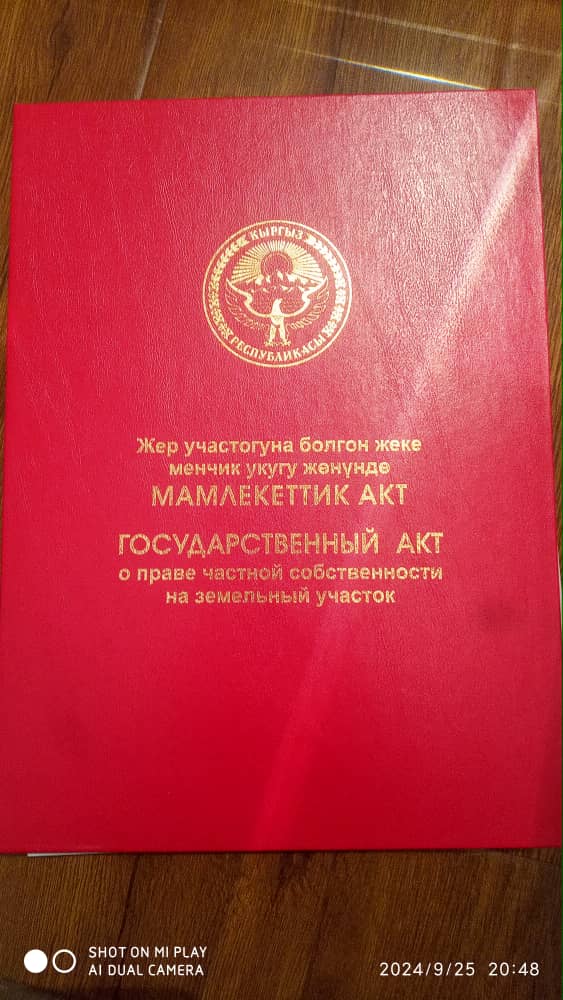 КЫРГЫЗ
РЕСПУБЛИКАСЫ
Жер участогуна болгон жеке
менчик укугу жөнүндө
МАМЛЕКЕТТИК АКТ
ГОСУДАРСТВЕННЫЙ АКТ
о праве частной собственности
на земельный участок
SHOT ON MI PLAY
AI DUAL CAMERA
2024/9/25 20:48